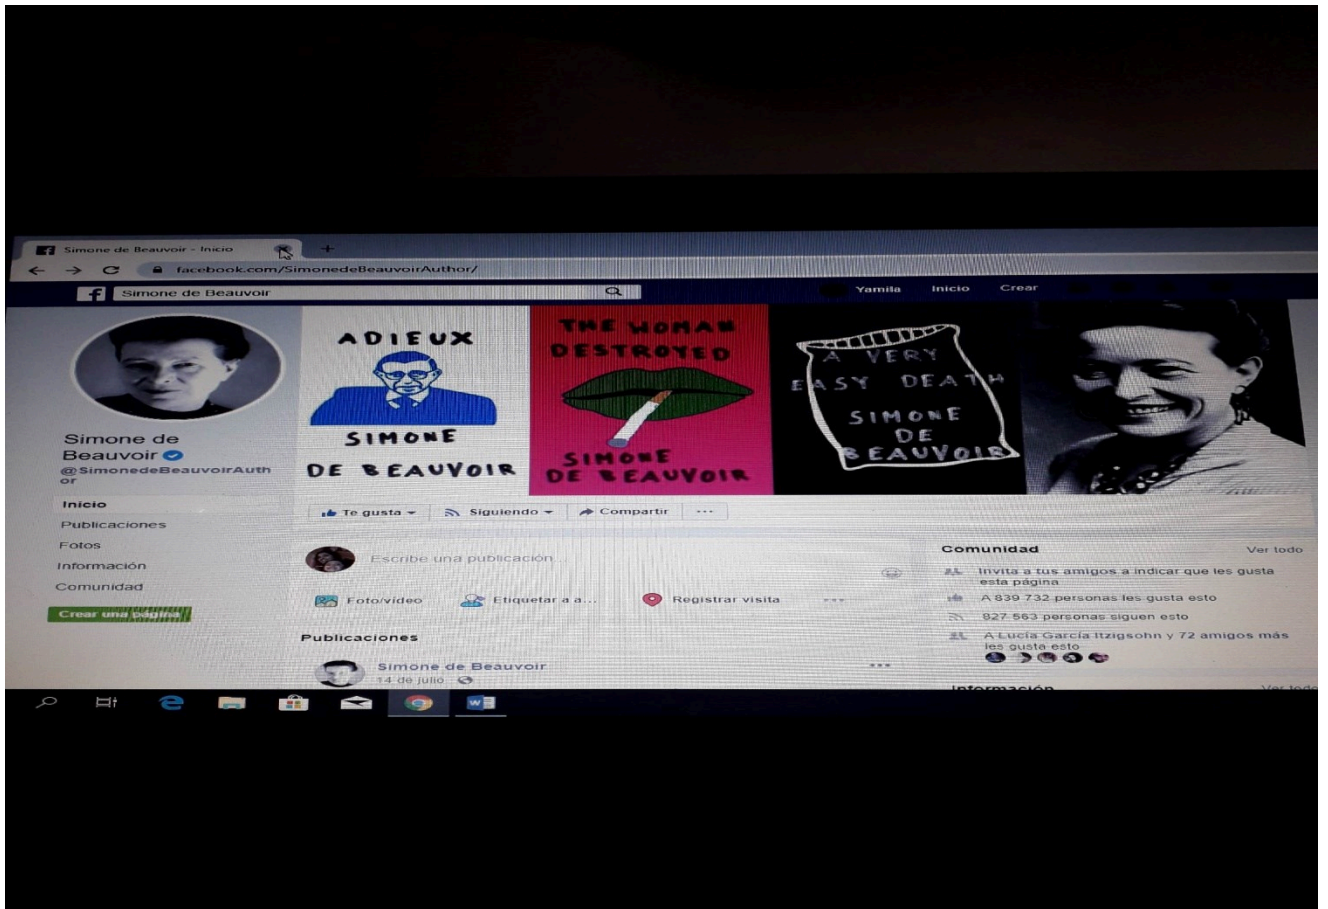 Simone de Beauvoir - Inicio
facebook.com/SimonedeBeauvoirAuthor/
Simone de Beauvoir
Yamila Inicio Crear
Simone de
Beauvoir
@SimonedeBeauvoirAuth
or
Inicio
Publicaciones
Fotos
Información
Comunidad
Crear una página
ADIEUX
SIMONE
DE BEAUVOIR
THE WOMAN
DESTROYED
SIMONE
DE BEAUVOIR
A VERY
EASY DEATH
SIMONE
DE
BEAUVOIR
Te gusta Siguiendo Compartir
Escribe una publicación
Foto/vídeo Etiquetar a a... Registrar visita
Publicaciones
Simone de Beauvoir
14 de julio
Comunidad Ver todo
Invita a tus amigos a indicar que les gusta
esta página
A 839 732 personas les gusta esto
827 563 personas siguen esto
A Lucía García Itzigsohn y 72 amigos más
les gusta esto
Información Ver todo